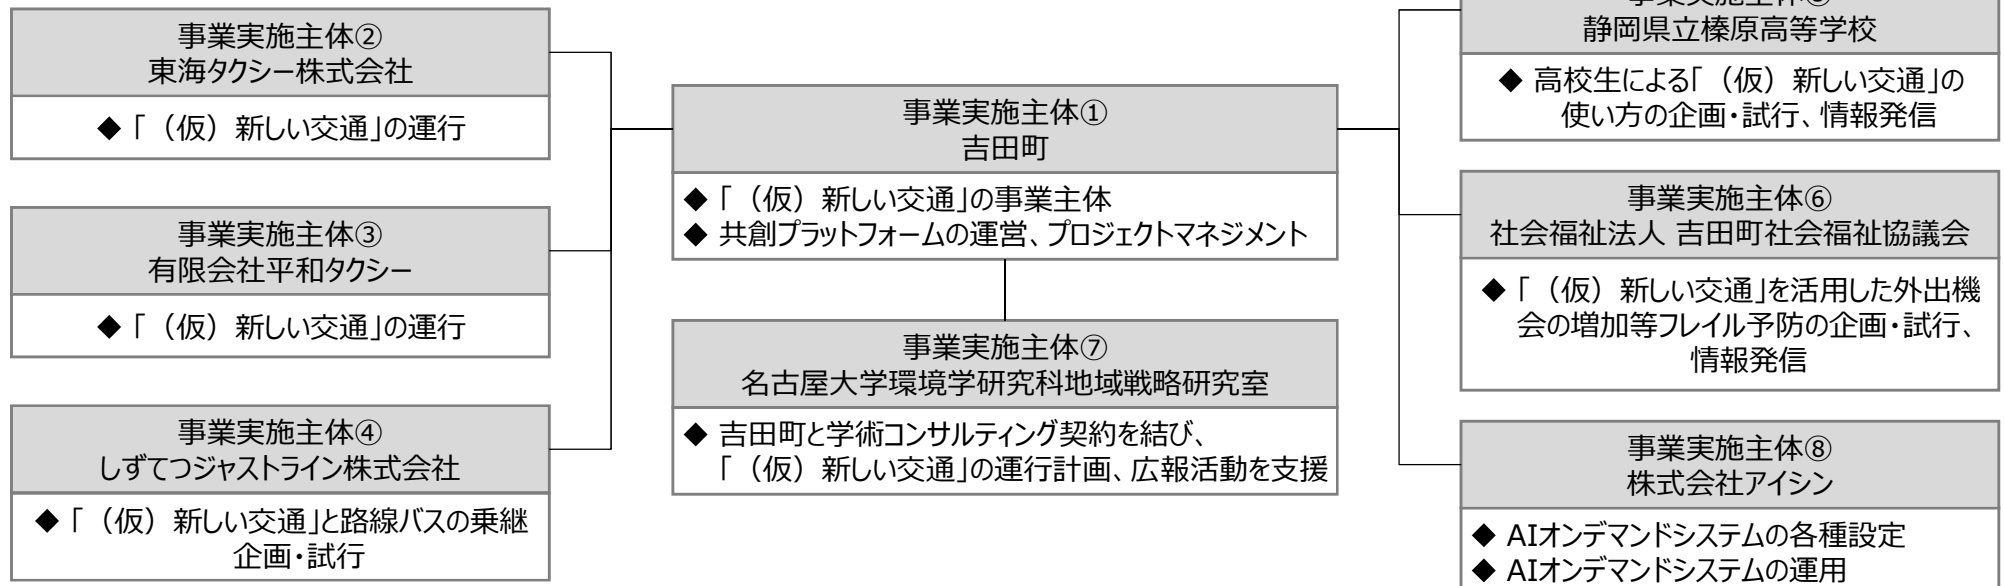 事業実施主体②
東海タクシー株式会社
◆「（仮）新しい交通」の運行
事業実施主体③
有限会社平和タクシー
◆「（仮）新しい交通」の運行
事業実施主体④
しずてつジャストライン株式会社
◆「（仮）新しい交通」と路線バスの乗継
企画・試行
事業実施主体①
吉田町
◆「（仮）新しい交通」の事業主体
◆ 共創プラットフォームの運営、プロジェクトマネジメント
事業実施主体⑦
名古屋大学環境学研究科地域戦略研究室
◆ 吉田町と学術コンサルティング契約を結び、
「（仮）新しい交通」の運行計画、広報活動を支援
静岡県立榛原高等学校
◆ 高校生による「（仮）新しい交通」の
使い方の企画・試行、情報発信
事業実施主体⑥
社会福祉法人 吉田町社会福祉協議会
◆「（仮）新しい交通」を活用した外出機
会の増加等フレイル予防の企画・試行、
情報発信
事業実施主体⑧
株式会社アイシン
◆ AIオンデマンドシステムの各種設定
◆ AIオンデマンドシステムの運用